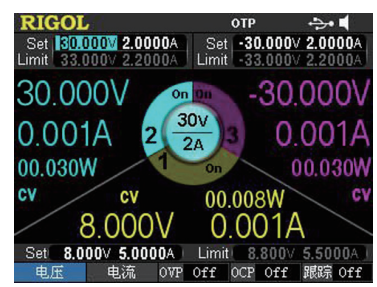 RIGOL OTP
Set 30.000V 2.0000A Set -30.000V 2.0000A
Limit 33.000V 2.2000A Limit -33.000V 2.2000A
30.000V On On -30.000V
30V
2A
0.001A 2 3 0.001A
00.030W 1 On 00.030W
CV CV 00.008W CV
8.000V 0.001A
Set 8.000V 5.0000A Limit 8.800V 5.5000A
电压 电流 OVP Off OCP Off 跟踪 Off